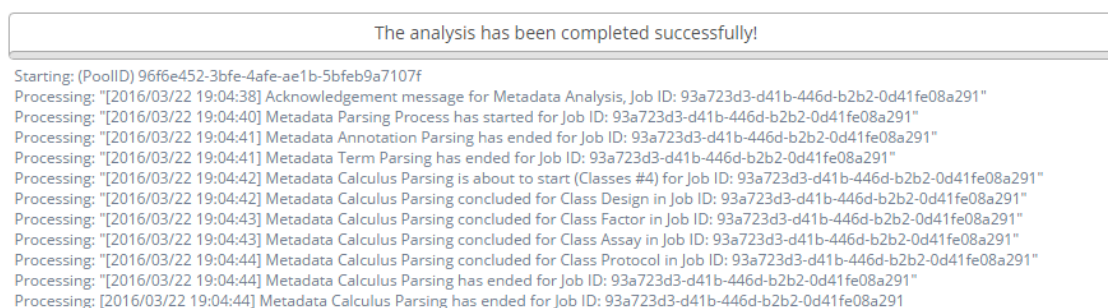 The analysis has been completed successfully!
Starting: (PoolID) 96f6e452-3bfe-4afe-ae1b-5bfeb9a7107f
Processing: "[2016/03/22 19:04:38] Acknowledgement message for Metadata Analysis, Job ID: 93a723d3-d41b-446d-b2b2-0d41fe08a291"
Processing: "[2016/03/22 19:04:40] Metadata Parsing Process has started for Job ID: 93a723d3-d41b-446d-b2b2-0d41fe08a291"
Processing: "[2016/03/22 19:04:41] Metadata Annotation Parsing has ended for Job ID: 93a723d3-d41b-446d-b2b2-0d41fe08a291"
Processing: "[2016/03/22 19:04:41] Metadata Term Parsing has ended for Job ID: 93a723d3-d41b-446d-b2b2-0d41fe08a291"
Processing: "[2016/03/22 19:04:42] Metadata Calculus Parsing is about to start (Classes #4) for Job ID: 93a723d3-d41b-446d-b2b2-0d41fe08a291"
Processing: "[2016/03/22 19:04:42] Metadata Calculus Parsing concluded for Class Design in Job ID: 93a723d3-d41b-446d-b2b2-0d41fe08a291"
Processing: "[2016/03/22 19:04:43] Metadata Calculus Parsing concluded for Class Factor in Job ID: 93a723d3-d41b-446d-b2b2-0d41fe08a291"
Processing: "[2016/03/22 19:04:43] Metadata Calculus Parsing concluded for Class Assay in Job ID: 93a723d3-d41b-446d-b2b2-0d41fe08a291"
Processing: "[2016/03/22 19:04:44] Metadata Calculus Parsing concluded for Class Protocol in Job ID: 93a723d3-d41b-446d-b2b2-0d41fe08a291"
Processing: "[2016/03/22 19:04:44] Metadata Calculus Parsing has ended for Job ID: 93a723d3-d41b-446d-b2b2-0d41fe08a291"
Processing: [2016/03/22 19:04:44] Metadata Calculus Parsing has ended for Job ID: 93a723d3-d41b-446d-b2b2-0d41fe08a291